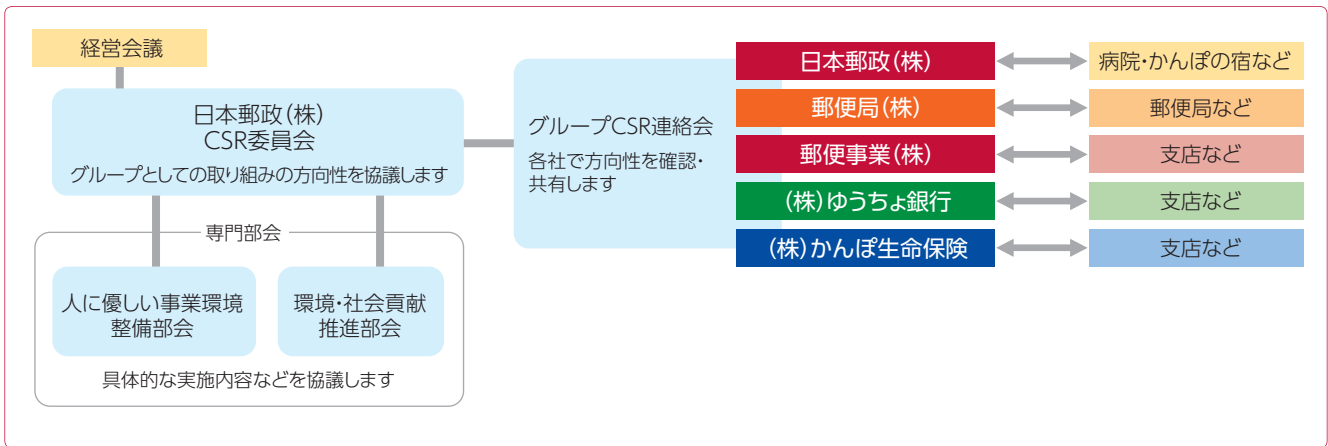 経営会議
日本郵政(株)
CSR委員会
グループとしての取り組みの方向性を協議します
専門部会
人に優しい事業環境
整備部会
環境・社会貢献
推進部会
具体的な実施内容などを協議します
グループCSR連絡会
各社で方向性を確認・
共有します
日本郵政(株)
病院・かんぽの宿など
郵便局(株)
郵便局など
郵便事業(株)
支店など
(株)ゆうちょ銀行
支店など
(株)かんぽ生命保険
支店など